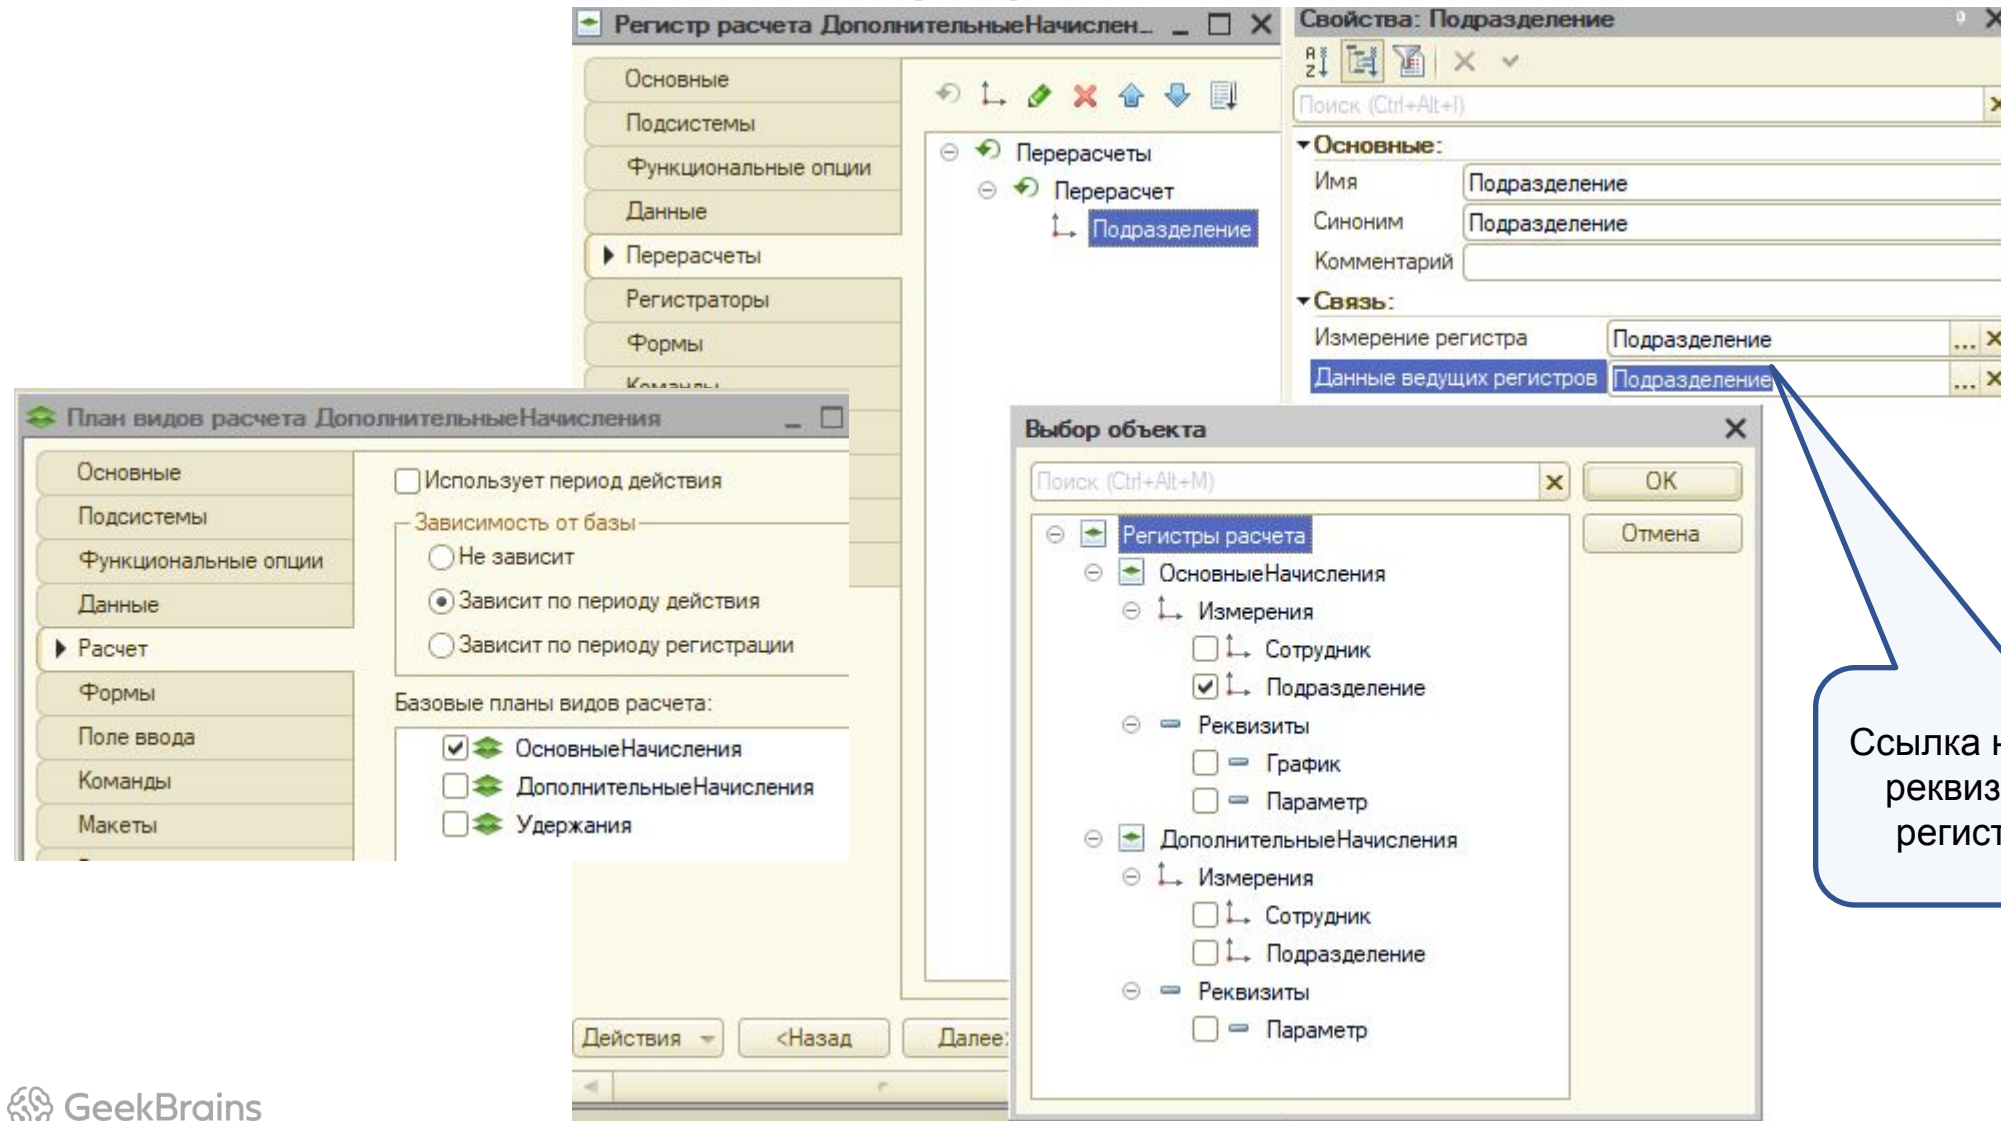 Регистр расчета ДополнительныеНачислен...
Основные
Подсистемы
Функциональные опции
Данные
Перерасчеты
Регистраторы
Формы
Команды
Перерасчеты
Перерасчет
Подразделение
Действия
<Назад
Далее>
Свойства: Подразделение
Поиск (Ctrl+Alt+I)
Основные:
Имя Подразделение
Синоним Подразделение
Комментарий
Связь:
Измерение регистра Подразделение ...
Данные ведущих регистров Подразделение ...
План видов расчета ДополнительныеНачисления
Основные
Подсистемы
Функциональные опции
Данные
Расчет
Формы
Поле ввода
Команды
Макеты
Использует период действия
Зависимость от базы
Не зависит
Зависит по периоду действия
Зависит по периоду регистрации
Базовые планы видов расчета:
ОсновныеНачисления
ДополнительныеНачисления
Удержания
Выбор объекта
Поиск (Ctrl+Alt+M)
OK
Отмена
Регистры расчета
ОсновныеНачисления
Измерения
Сотрудник
Подразделение
Реквизиты
График
Параметр
ДополнительныеНачисления
Измерения
Сотрудник
Подразделение
Реквизиты
Параметр
Ссылка
GeekBrains